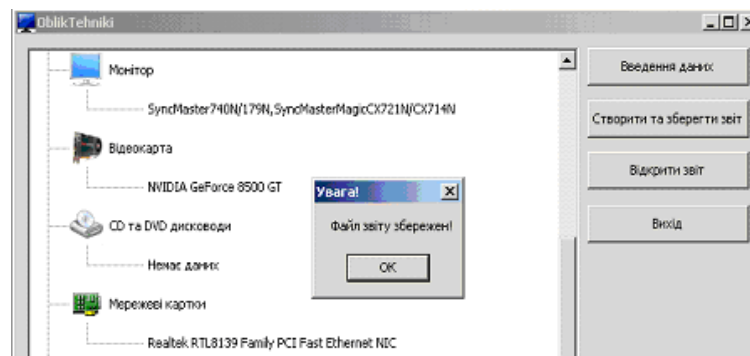 OblikTehniki
Монітор
SyncMaster740N/179N,SyncMasterMagicCX721N/CX714N
Відеокарта
NVIDIA GeForce 8500 GT
CD та DVD дисководи
Немає даних
Мережеві картки
Realtek RTL8139 Family PCI Fast Ethernet NIC
Увага!
Файл звіту збережен!
OK
Введення даних
Створити та зберегти звіт
Відкрити звіт
Вихід